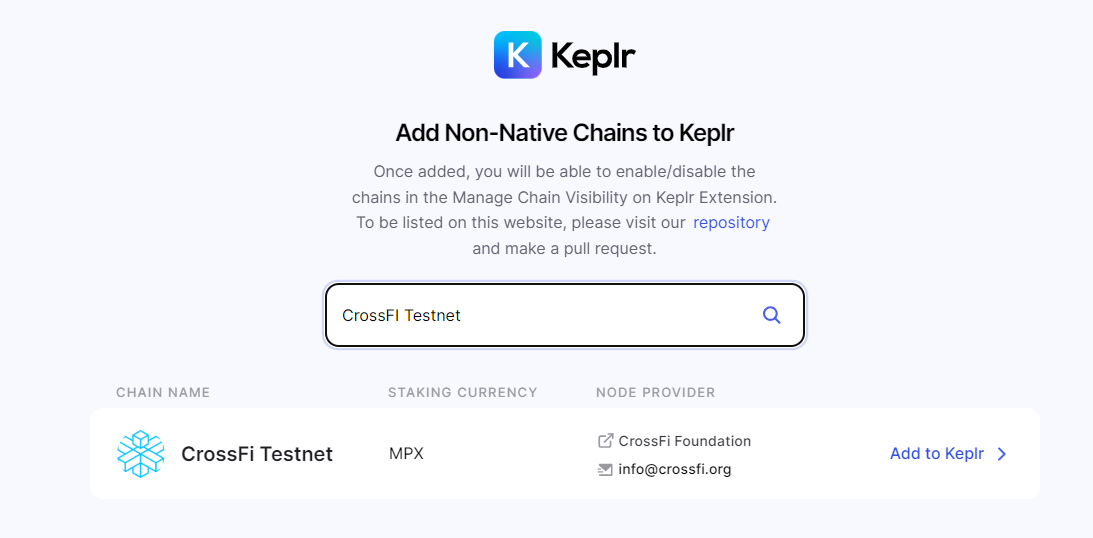 Keplr
Add Non-Native Chains to Keplr
Once added, you will be able to enable/disable the
chains in the Manage Chain Visibility on Keplr Extension.
To be listed on this website, please visit our repository
and make a pull request.
CrossFI Testnet
CHAIN NAME STAKING CURRENCY NODE PROVIDER
CrossFi Testnet MPX CrossFi Foundation Add to Keplr
info@crossfi.org